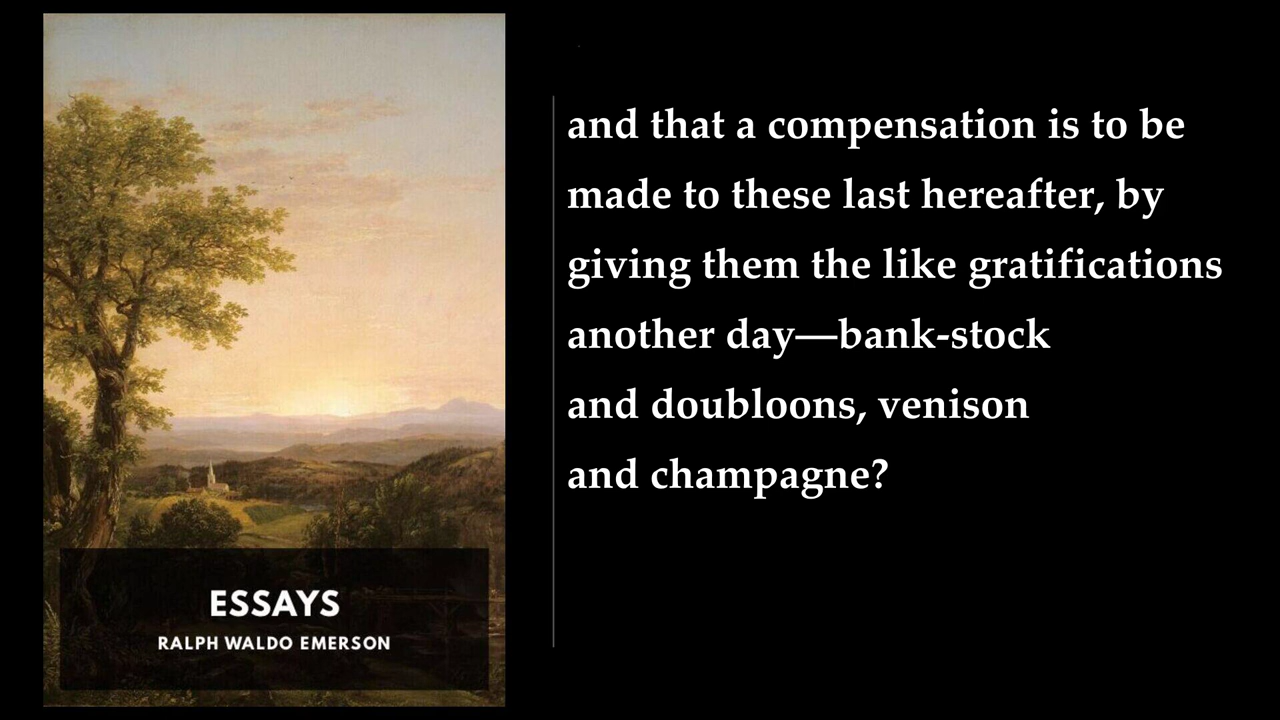 ESSAYS
RALPH WALDO EMERSON
and that a compensation is to be
made to these last hereafter, by
giving them the like gratifications
another day—bank-stock
and doubloons, venison
and champagne?